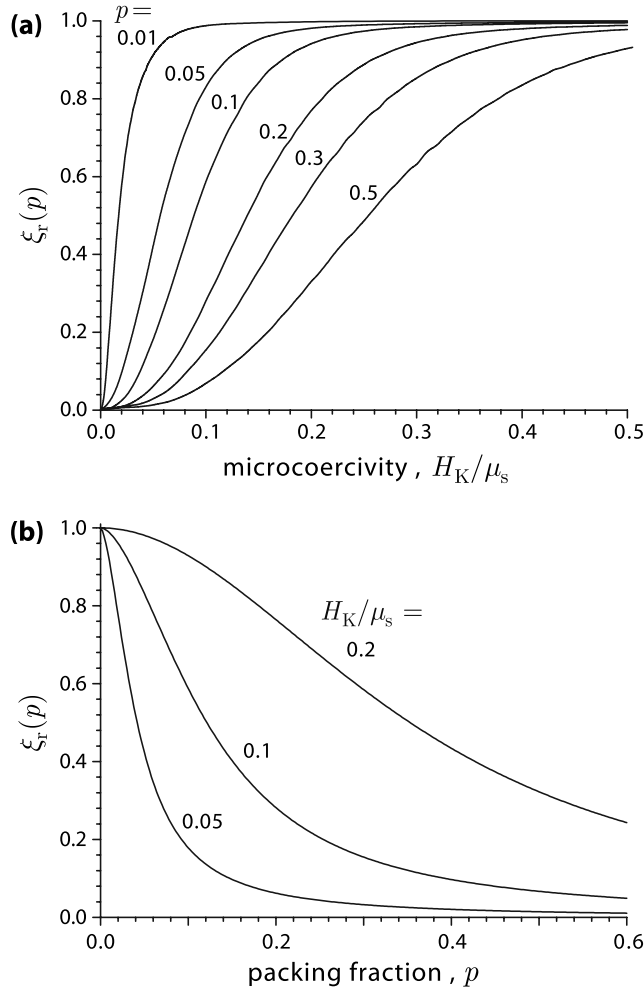 (a)
p =
0.01
0.05
0.1
0.2
0.3
0.5
1.0
0.8
0.6
0.4
0.2
0.0
ξr(p)
0.0 0.1 0.2 0.3 0.4 0.5
microcoercivity , HK/μs
(b)
HK/μs =
0.2
0.1
0.05
1.0
0.8
0.6
0.4
0.2
0.0
ξr(p)
0.0 0.2 0.4 0.6
packing fraction , p